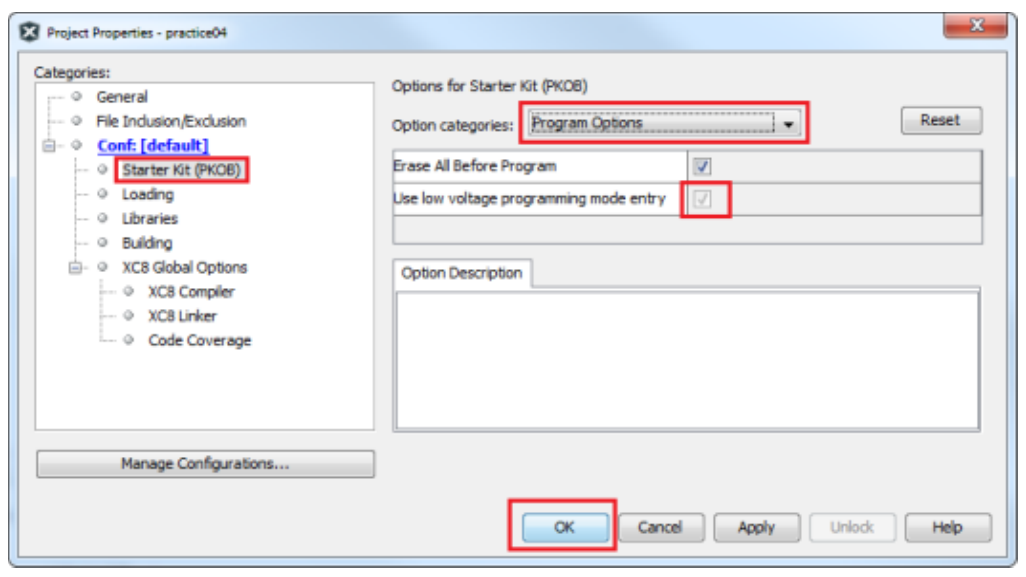 Project Properties - practice04
Categories:
General
File Inclusion/Exclusion
Conf: [default]
Starter Kit (PKOB)
Loading
Libraries
Building
XC8 Global Options
XC8 Compiler
XC8 Linker
Code Coverage
Manage Configurations...
Options for Starter Kit (PKOB)
Option categories: Program Options
Reset
Erase All Before Program
Use low voltage programming mode entry
Option Description
OK
Cancel
Apply
Unlock
Help